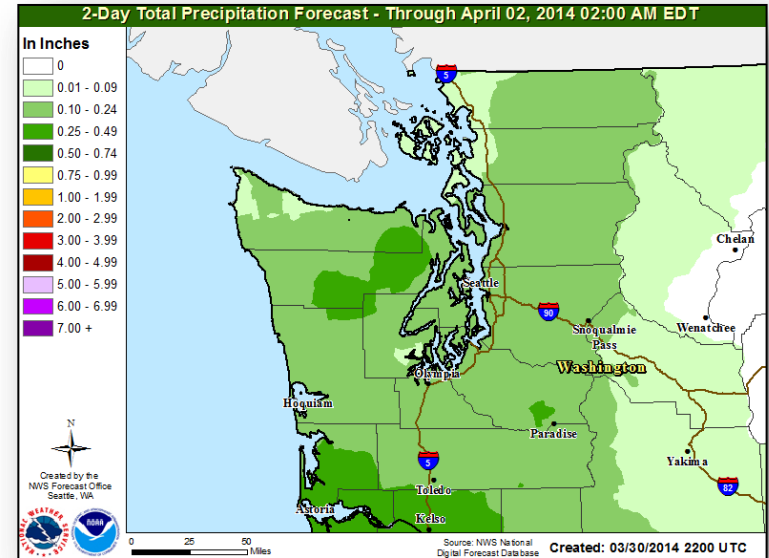 2-Day Total Precipitation Forecast - Through April 02, 2014 02:00 AM EDT
In Inches
0
0.01 - 0.09
0.10 - 0.24
0.25 - 0.49
0.50 - 0.74
0.75 - 0.99
1.00 - 1.99
2.00 - 2.99
3.00 - 3.99
4.00 - 4.99
5.00 - 5.99
6.00 - 6.99
7.00 +
5
Chelan
Seattle
90
Snoqualmie
Pass
Wenatchee
Washington
Olympia
Hoquiam
Paradise
5
Yakima
Toledo
82
Astoria
Kelso
N
Created by the
NWS Forecast Office
Seattle, WA
NATIONAL WEATHER SERVICE
NOAA
0 25 50
Miles
Source: NWS National
Digital Forecast Database
Created: 03/30/2014 2200 UTC